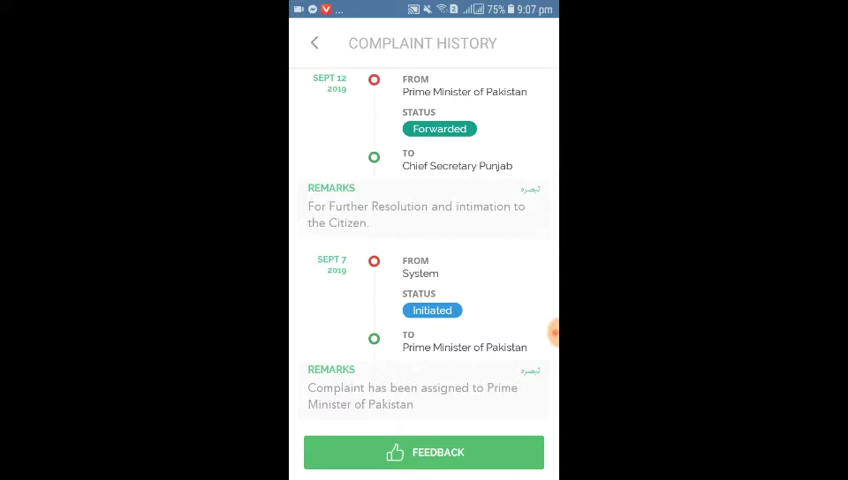 ... 75% 9:07 pm
COMPLAINT HISTORY
SEPT 12
2019
FROM
Prime Minister of Pakistan
STATUS
Forwarded
TO
Chief Secretary Punjab
REMARKS تبصره
For Further Resolution and intimation to
the Citizen.
SEPT 7
2019
FROM
System
STATUS
Initiated
TO
Prime Minister of Pakistan
REMARKS تبصره
Complaint has been assigned to Prime
Minister of Pakistan
FEEDBACK